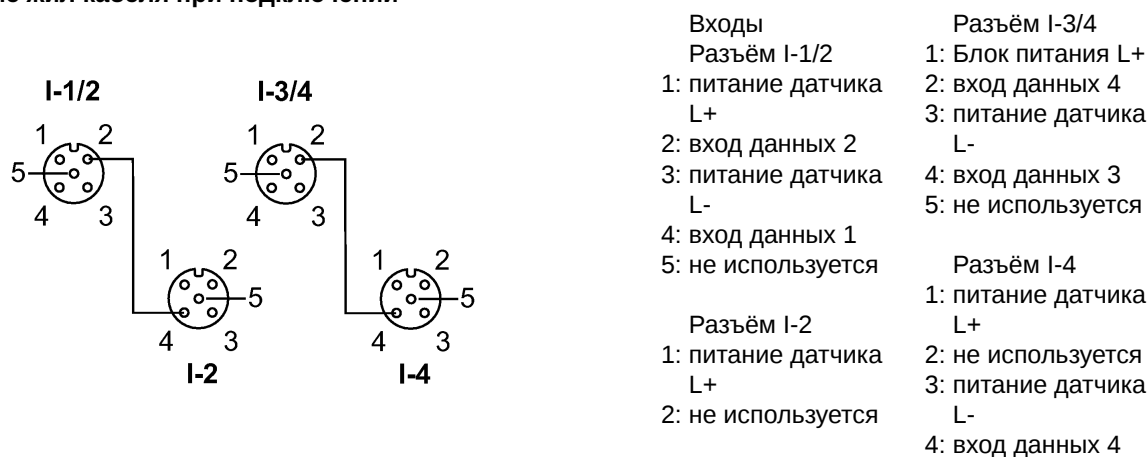 I-1/2
I-3/4
1 2
1 2
5
5
4 3
4 3
1 2
1 2
5
5
4 3
4 3
I-2
I-4
Входы
Разъём I-1/2
1: питание датчика
L+
2: вход данных 2
3: питание датчика
L-
4: вход данных 1
5: не используется
Разъём I-2
1: питание датчика
L+
2: не используется
Разъём I-3/4
1: Блок питания L+
2: вход данных 4
3: питание датчика
L-
4: вход данных 3
5: не используется
Разъём I-4
1: питание датчика
L+
2: не используется
3: питание датчика
L-
4: вход данных 4